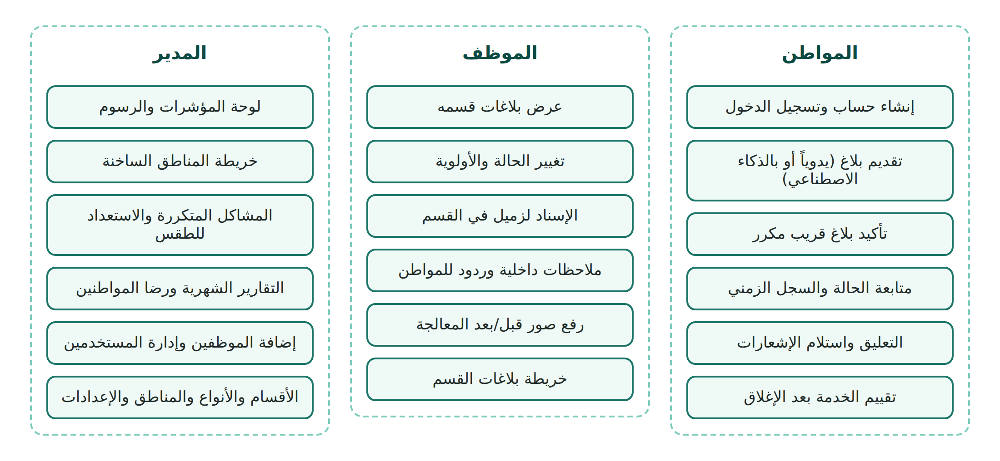 المواطن
إنشاء حساب وتسجيل الدخول
تقديم بلاغ (يدوياً أو بالذكاء
الاصطناعي)
تأكيد بلاغ قريب مكرر
متابعة الحالة والسجل الزمني
التعليق واستلام الإشعارات
تقييم الخدمة بعد الإغلاق
الموظف
عرض بلاغات قسمه
تغيير الحالة والأولوية
الإسناد لزميل في القسم
ملاحظات داخلية وردود للمواطن
رفع صور قبل/بعد المعالجة
خريطة بلاغات القسم
المدير
لوحة المؤشرات والرسوم
خريطة المناطق الساخنة
المشاكل المتكررة والاستعداد
للطقس
التقارير الشهرية ورضا المواطنين
إضافة الموظفين وإدارة المستخدمين
الأقسام والأنواع والمناطق والإعدادات